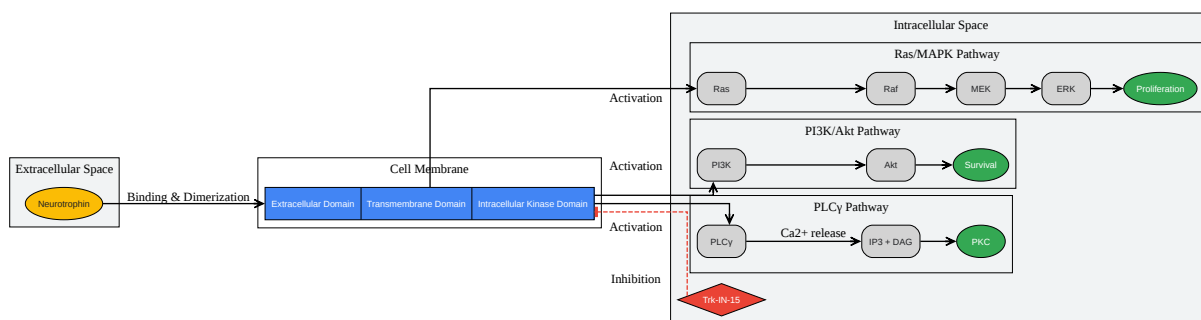 Intracellular Space
Ras/MAPK Pathway
Ras
Raf
MEK
ERK
Proliferation
Activation
PI3K/Akt Pathway
PI3K
Akt
Survival
Activation
Extracellular Space
Neurotrophin
Binding & Dimerization
Cell Membrane
Extracellular Domain
Transmembrane Domain
Intracellular Kinase Domain
PLCγ Pathway
Activation
PLCγ
Ca2+ release
IP3 + DAG
PKC
Inhibition
Trk-IN-15